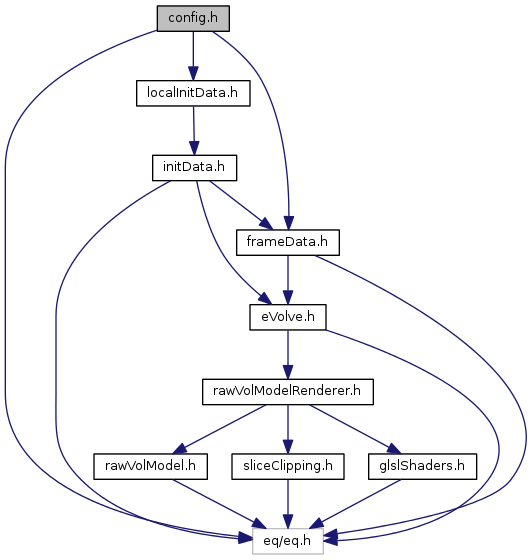 config.h
localInitData.h
initData.h
frameData.h
eVolve.h
rawVolModelRenderer.h
rawVolModel.h
sliceClipping.h
glslShaders.h
eq/eq.h